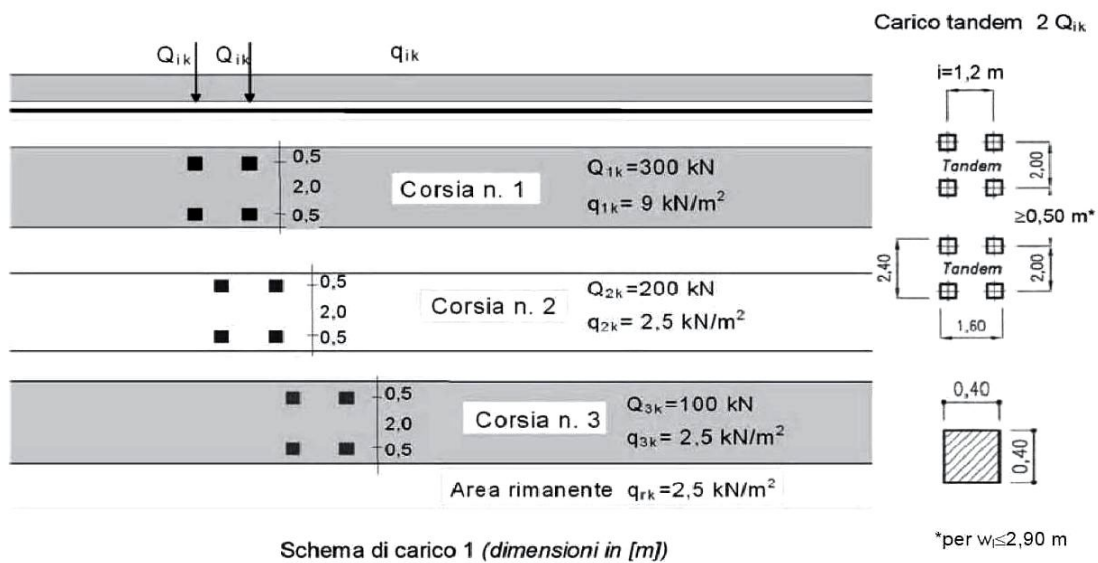 Carico tandem 2 Qik
Qik Qik qik
i=1,2 m
0,5
2,0
0,5
Corsia n. 1
Q1k=300 kN
q1k= 9 kN/m²
Tandem
2,00
≥0,50 m*
Tandem
2,00
2,40
1,60
0,5
2,0
0,5
Corsia n. 2
Q2k=200 kN
q2k= 2,5 kN/m²
0,5
2,0
0,5
Corsia n. 3
Q3k=100 kN
q3k= 2,5 kN/m²
0,40
0,40
Area rimanente qrk=2,5 kN/m²
Schema di carico 1 (dimensioni in [m])
*per wl≤2,90 m